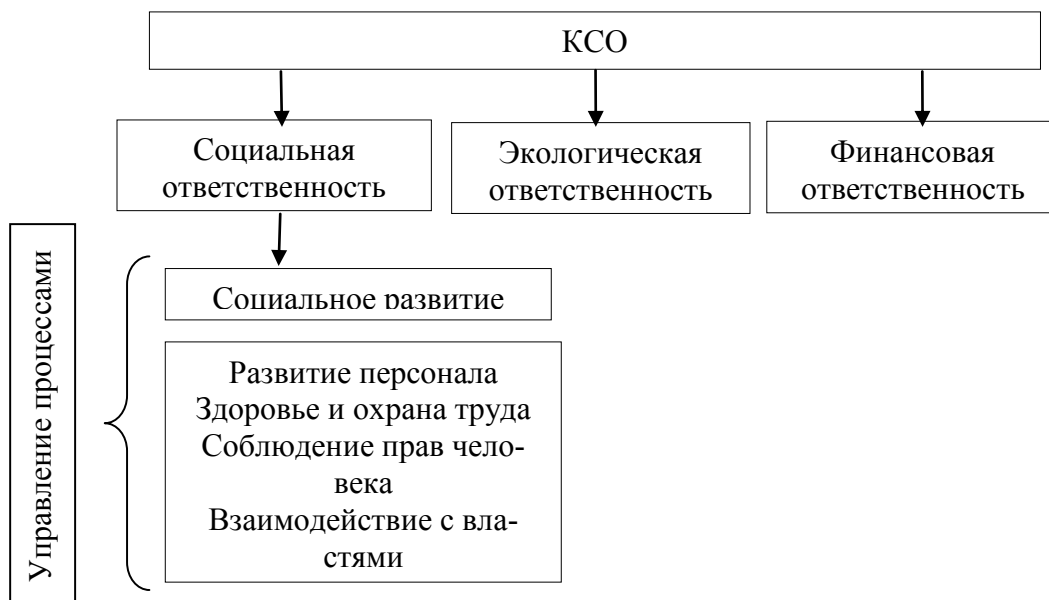 КСО
Социальная
ответственность
Экологическая
ответственность
Финансовая
ответственность
Управление процессами
Социальное развитие
Развитие персонала
Здоровье и охрана труда
Соблюдение прав чело-
века
Взаимодействие с вла-
стями